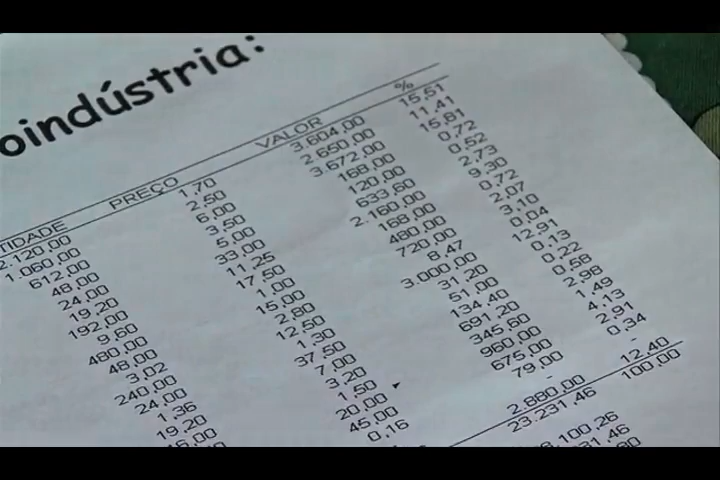 oindústria:
TIDADE PREÇO VALOR %
2.120,00 1,70 3.604,00 15,51
1.060,00 2,50 2.650,00 11,41
612,00 6,00 3.672,00 15,81
48,00 3,50 168,00 0,72
24,00 5,00 120,00 0,52
19,20 33,00 633,60 2,73
192,00 11,25 2.160,00 9,30
9,60 17,50 168,00 0,72
480,00 1,00 480,00 2,07
48,00 15,00 720,00 3,10
3,02 2,80 8,47 0,04
240,00 12,50 3.000,00 12,91
24,00 1,30 31,20 0,13
1,36 37,50 51,00 0,22
19,20 7,00 134,40 0,58
6,00 3,20 691,20 2,98
1,50 345,60 1,49
20,00 960,00 4,13
45,00 675,00 2,91
0,16 79,00 0,34
- - -
2.880,00 12,40
23.231,46 100,00
.100,26
31,46